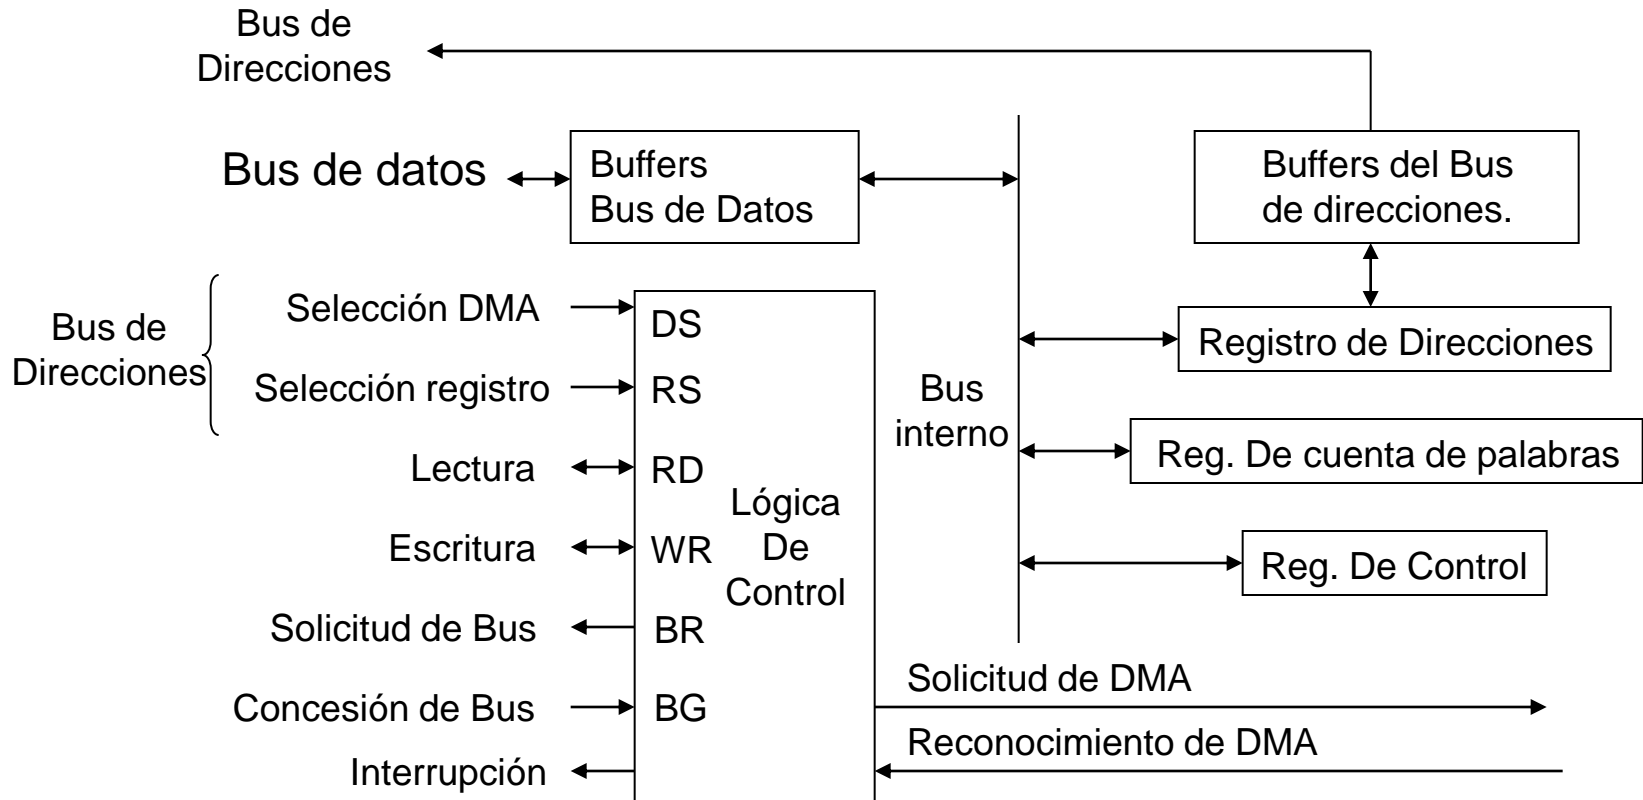 Bus de
Direcciones
Bus de datos
Buffers
Bus de Datos
Buffers del Bus
de direcciones.
Bus de
Direcciones
Selección DMA
Selección registro
Lectura
Escritura
Solicitud de Bus
Concesión de Bus
Interrupción
DS
RS
RD
WR
BR
BG
Lógica
De
Control
Bus
interno
Registro de Direcciones
Reg. De cuenta de palabras
Reg. De Control
Solicitud de DMA
Reconocimiento de DMA